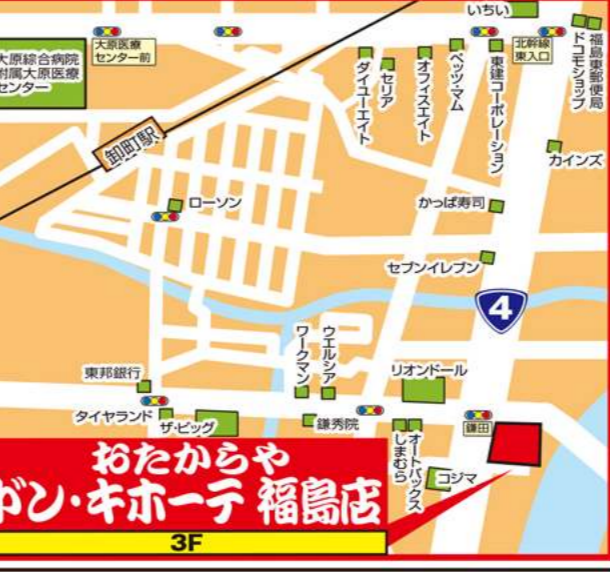 いちい
大原医療
センター前
北幹線
東入口
福島東郵便局
ドコモショップ
大原綜合病院
附属大原医療
センター
ダイユーエイト
セリア
オフィスエイト
ペッツ・マム
東建コーポレーション
カインズ
卸町駅
ローソン
かっぱ寿司
セブンイレブン
4
ワークマン
ウエルシア
東邦銀行
リオンドール
タイヤランド
ザ・ビッグ
鎌秀院
しまむら
オートバックス
鎌田
コジマ
おたからや
ドン・キホーテ 福島店
3F